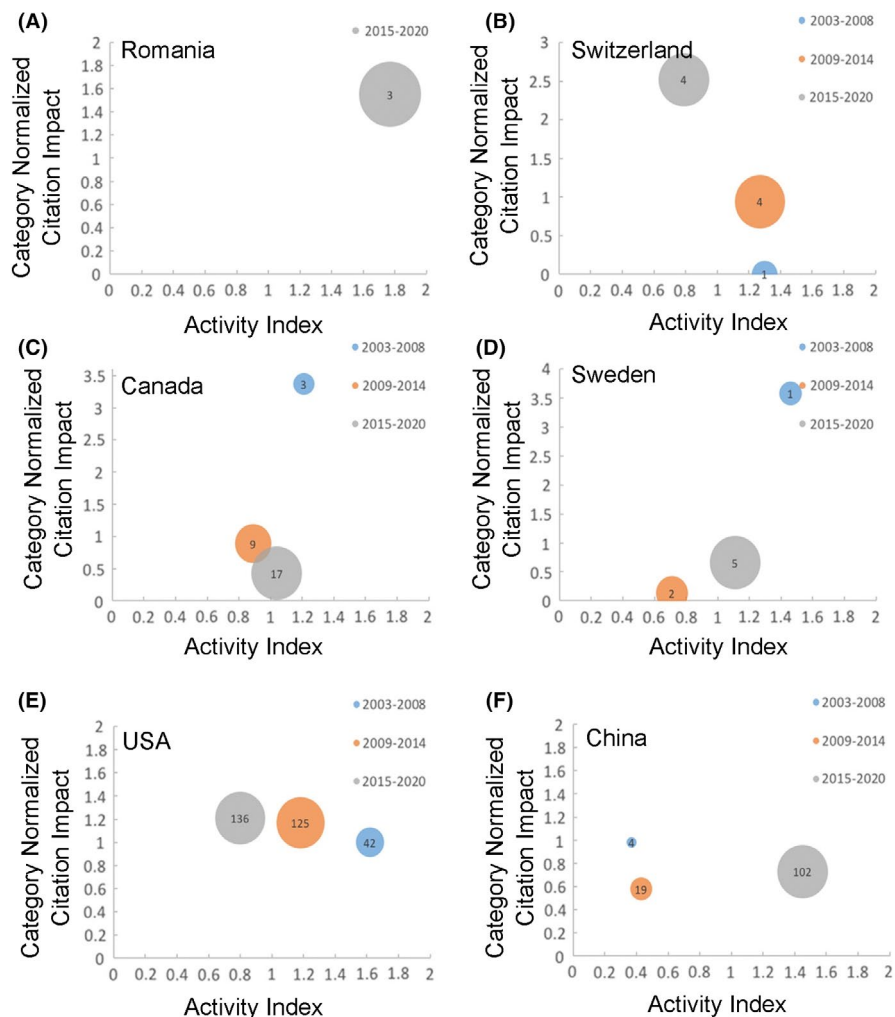 (A)
Romania
2015-2020
Category Normalized
Citation Impact
2
1.8
1.6
1.4
1.2
1
0.8
0.6
0.4
0.2
0
3
0 0.2 0.4 0.6 0.8 1 1.2 1.4 1.6 1.8 2
Activity Index
(B)
Switzerland
2003-2008
2009-2014
2015-2020
Category Normalized
Citation Impact
3
2.5
2
1.5
1
0.5
0
4
4
1
0 0.2 0.4 0.6 0.8 1 1.2 1.4 1.6 1.8 2
Activity Index
(C)
Canada
2003-2008
2009-2014
2015-2020
Category Normalized
Citation Impact
3.5
3
2.5
2
1.5
1
0.5
0
3
9
17
0 0.2 0.4 0.6 0.8 1 1.2 1.4 1.6 1.8 2
Activity Index
(D)
Sweden
2003-2008
2009-2014
2015-2020
Category Normalized
Citation Impact
4
3.5
3
2.5
2
1.5
1
0.5
0
1
5
2
0 0.2 0.4 0.6 0.8 1 1.2 1.4 1.6 1.8 2
Activity Index
(E)
USA
2003-2008
2009-2014
2015-2020
Category Normalized
Citation Impact
2
1.8
1.6
1.4
1.2
1
0.8
0.6
0.4
0.2
0
136
125
42
0 0.2 0.4 0.6 0.8 1 1.2 1.4 1.6 1.8 2
Activity Index
(F)
China
2003-2008
2009-2014
2015-2020
Category Normalized
Citation Impact
2
1.8
1.6
1.4
1.2
1
0.8
0.6
0.4
0.2
0
4
19
102
0 0.2 0.4 0.6 0.8 1 1.2 1.4 1.6 1.8 2
Activity Index